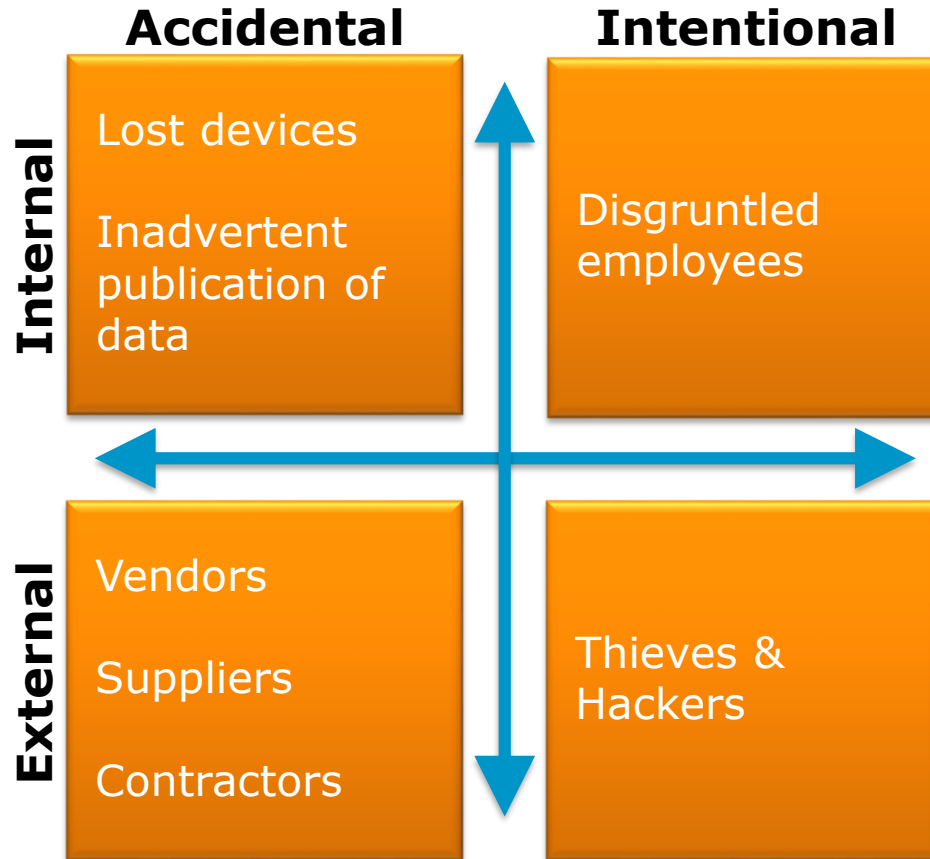 Accidental
Intentional
Internal
Lost devices
Inadvertent
publication of
data
Disgruntled
employees
External
Vendors
Suppliers
Contractors
Thieves &
Hackers